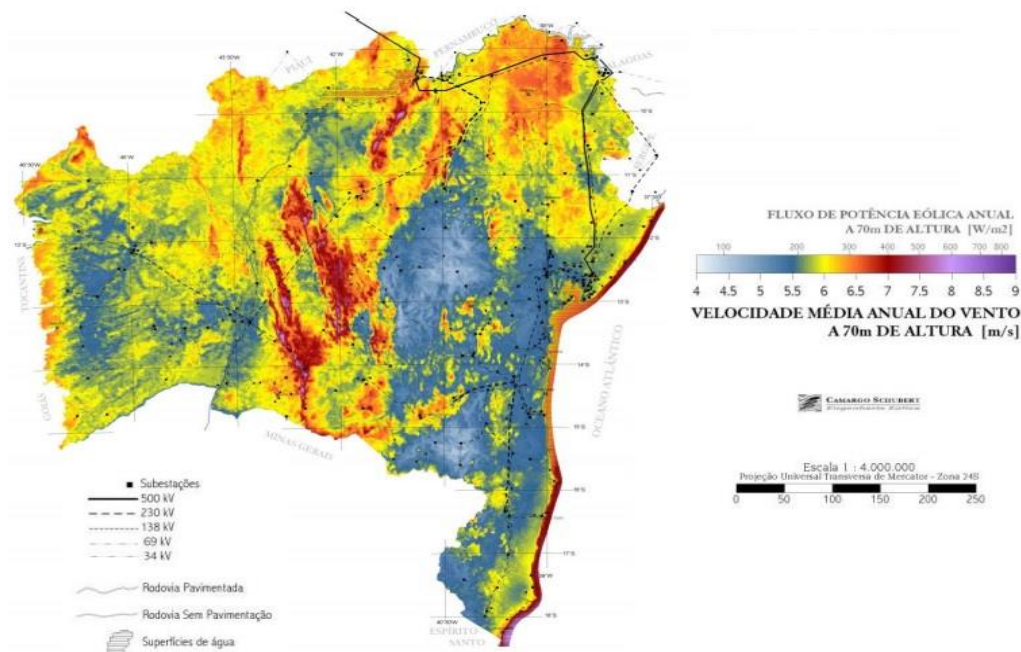 PERNAMBUCO
PIAUÍ
ALAGOAS
TOCANTINS
GOIÁS
MINAS GERAIS
OCEANO ATLÂNTICO
ESPÍRITO
SANTO
FLUXO DE POTÊNCIA EÓLICA ANUAL
A 70m DE ALTURA [W/m2]
100 200 300 400 500 600 700 800
4 4.5 5 5.5 6 6.5 7 7.5 8 8.5 9
VELOCIDADE MÉDIA ANUAL DO VENTO
A 70m DE ALTURA [m/s]
CAMARGO SCHUBERT
Engenharia Eólica
Escala 1 : 4.000.000
Projeção Universal Transversa de Mercator - Zona 24S
0 50 100 150 200 250
Subestações
500 kV
230 kV
138 kV
69 kV
34 kV
Rodovia Pavimentada
Rodovia Sem Pavimentação
Superfícies de água